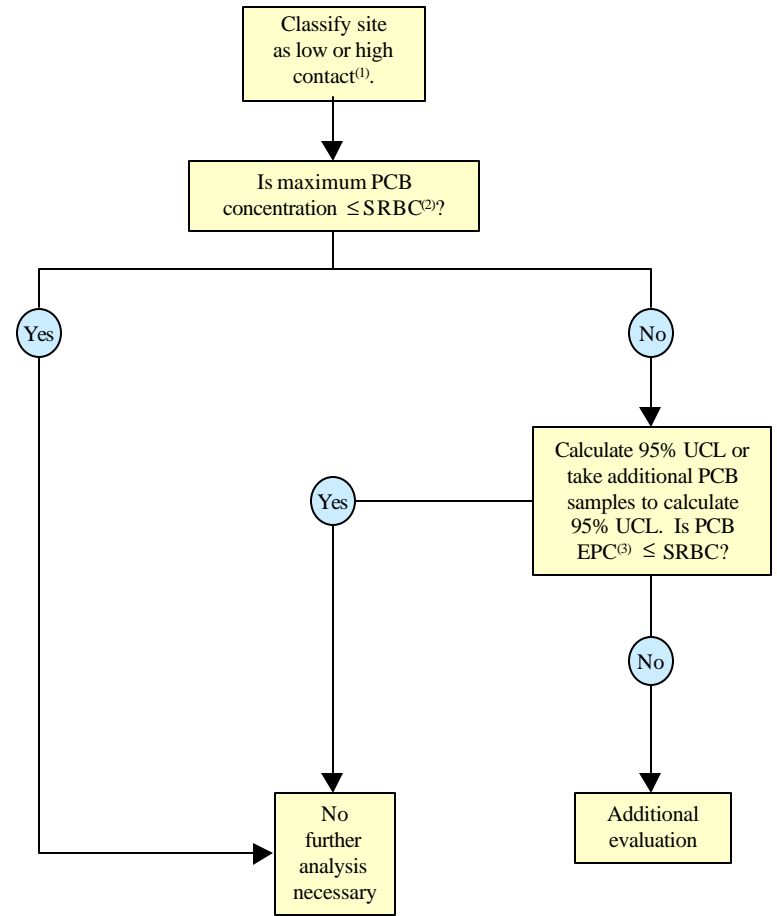 Classify site
as low or high
contact(1).
Is maximum PCB
concentration ≤SRBC(2)?
Yes
No
Calculate 95% UCL or
take additional PCB
samples to calculate
95% UCL. Is PCB
EPC(3) ≤ SRBC?
Yes
No
No
further
analysis
necessary
Additional
evaluation